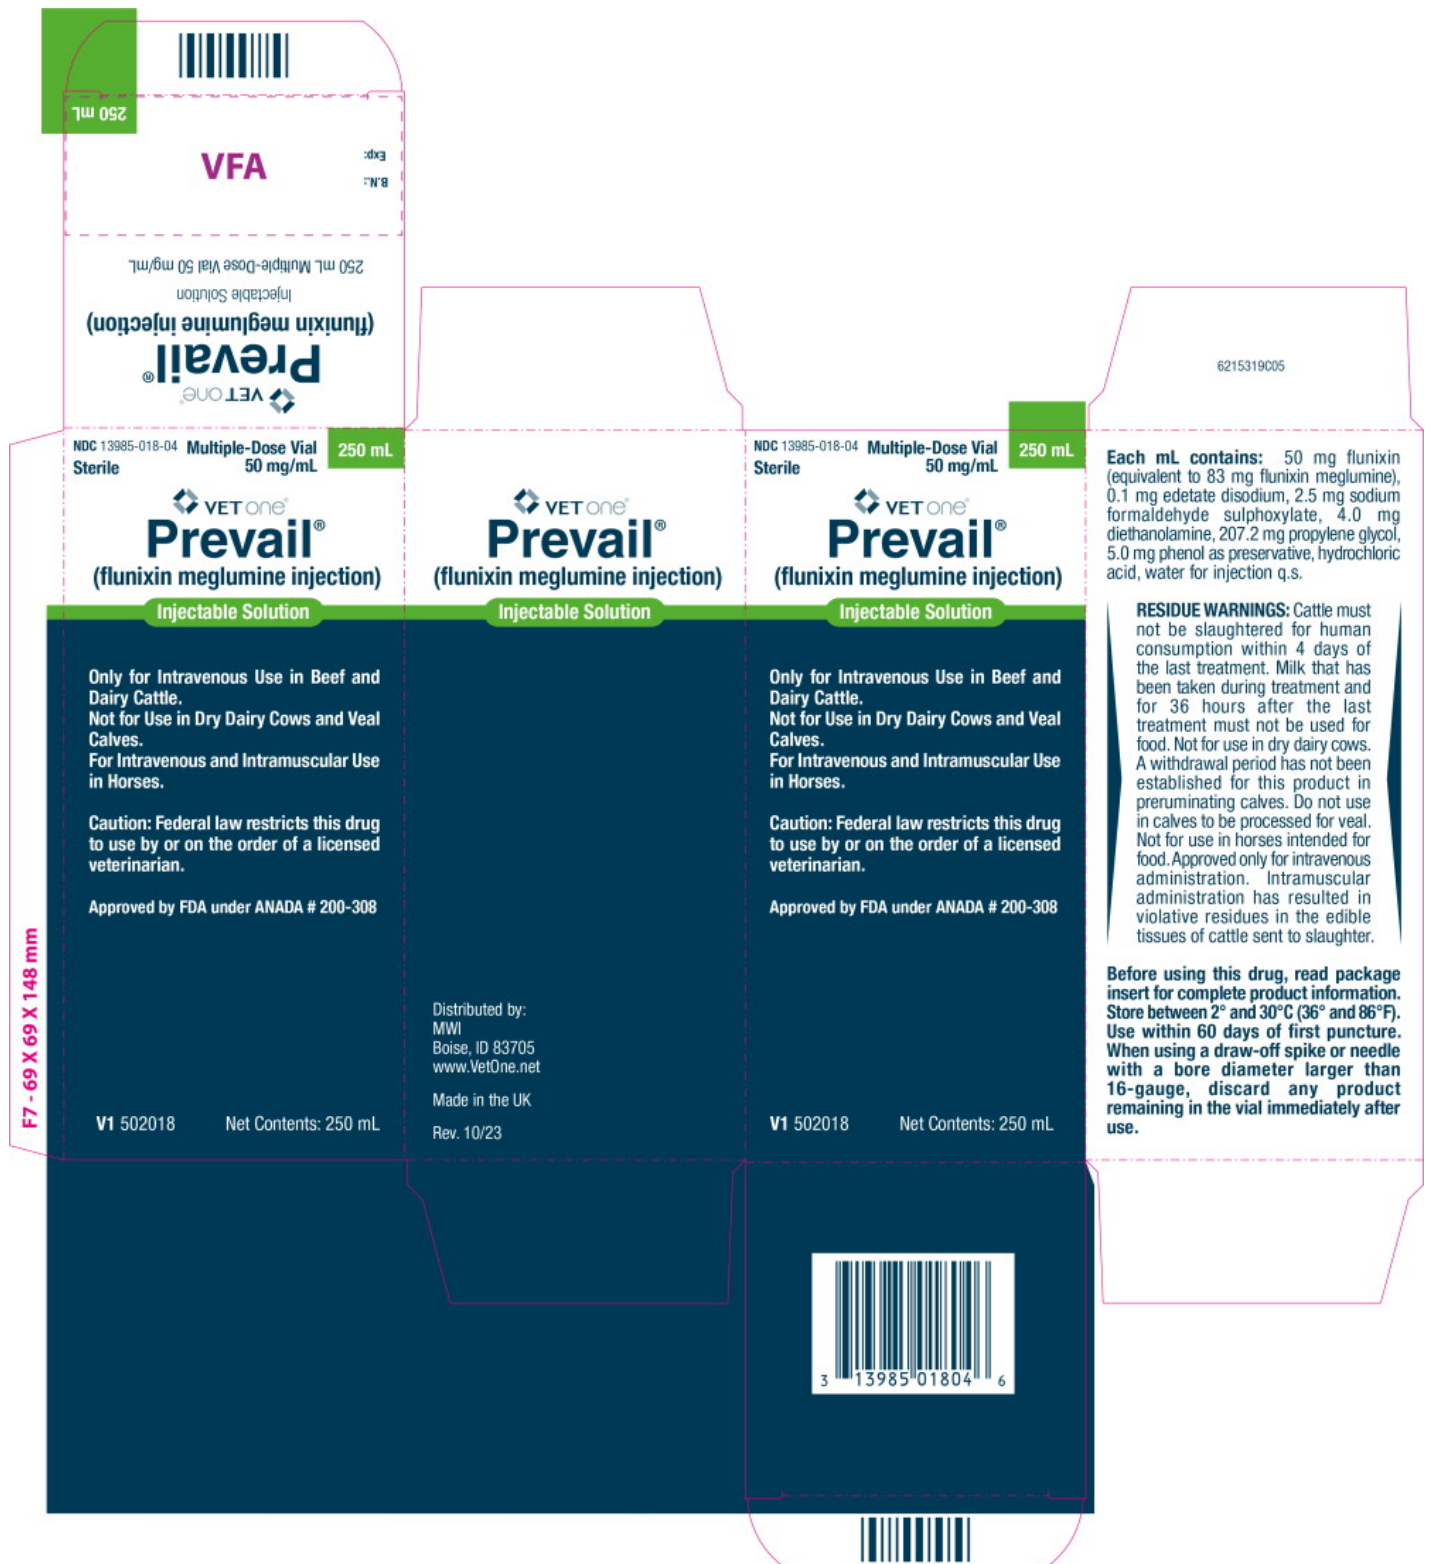 250 mL
VFA
Exp:
B.N.:
250 mL Multiple-Dose Vial 50 mg/mL
Injectable Solution
(flunixin meglumine injection)
Prevail®
VET one®
F7 - 69 X 69 X 148 mm
NDC 13985-018-04 Multiple-Dose Vial
Sterile 50 mg/mL
250 mL
VET one®
Prevail®
(flunixin meglumine injection)
Injectable Solution
Only for Intravenous Use in Beef and
Dairy Cattle.
Not for Use in Dry Dairy Cows and Veal
Calves.
For Intravenous and Intramuscular Use
in Horses.
Caution: Federal law restricts this drug
to use by or on the order of a licensed
veterinarian.
Approved by FDA under ANADA # 200-308
V1 502018 Net Contents: 250 mL
VET one®
Prevail®
(flunixin meglumine injection)
Injectable Solution
Distributed by:
MWI
Boise, ID 83705
www.VetOne.net
Made in the UK
Rev. 10/23
NDC 13985-018-04 Multiple-Dose Vial
Sterile 50 mg/mL
250 mL
VET one®
Prevail®
(flunixin meglumine injection)
Injectable Solution
Only for Intravenous Use in Beef and
Dairy Cattle.
Not for Use in Dry Dairy Cows and Veal
Calves.
For Intravenous and Intramuscular Use
in Horses.
Caution: Federal law restricts this drug
to use by or on the order of a licensed
veterinarian.
Approved by FDA under ANADA # 200-308
V1 502018 Net Contents: 250 mL
3 13985 01804 6
6215319C05
Each mL contains: 50 mg flunixin
(equivalent to 83 mg flunixin meglumine),
0.1 mg edetate disodium, 2.5 mg sodium
formaldehyde sulphoxylate, 4.0 mg
diethanolamine, 207.2 mg propylene glycol,
5.0 mg phenol as preservative, hydrochloric
acid, water for injection q.s.
RESIDUE WARNINGS: Cattle must
not be slaughtered for human
consumption within 4 days of
the last treatment. Milk that has
been taken during treatment and
for 36 hours after the last
treatment must not be used for
food. Not for use in dry dairy cows.
A withdrawal period has not been
established for this product in
preruminating calves. Do not use
in calves to be processed for veal.
Not for use in horses intended for
food. Approved only for intravenous
administration. Intramuscular
administration has resulted in
violative residues in the edible
tissues of cattle sent to slaughter.
Before using this drug, read package
insert for complete product information.
Store between 2° and 30°C (36° and 86°F).
Use within 60 days of first puncture.
When using a draw-off spike or needle
with a bore diameter larger than
16-gauge, discard any product
remaining in the vial immediately after
use.